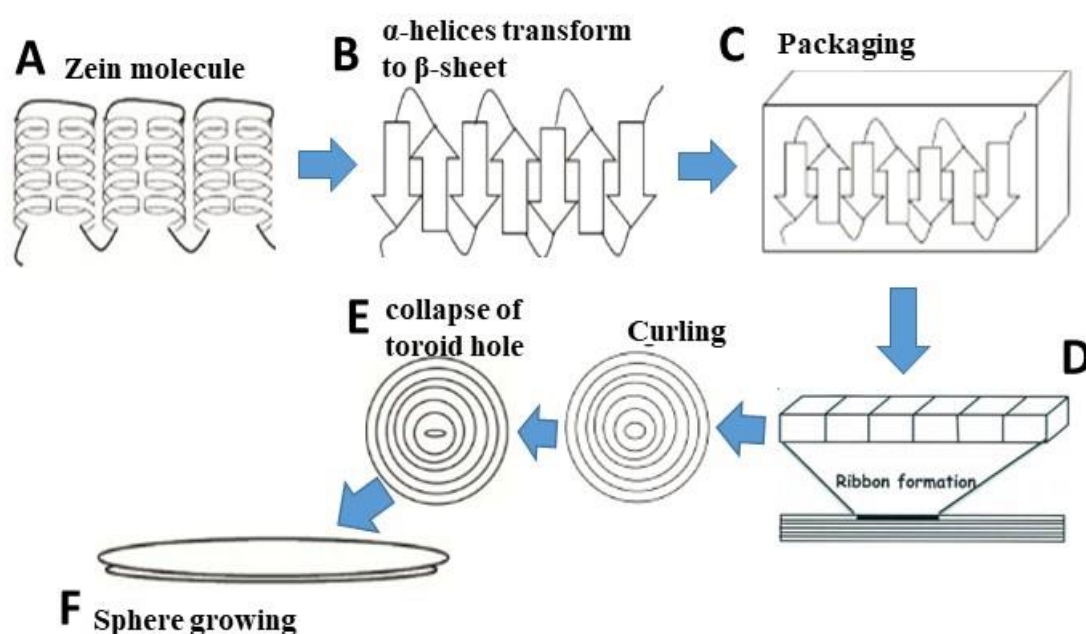 A Zein molecule
B α-helices transform
to β-sheet
C Packaging
D
Ribbon formation
Curling
E collapse of
toroid hole
F Sphere growing